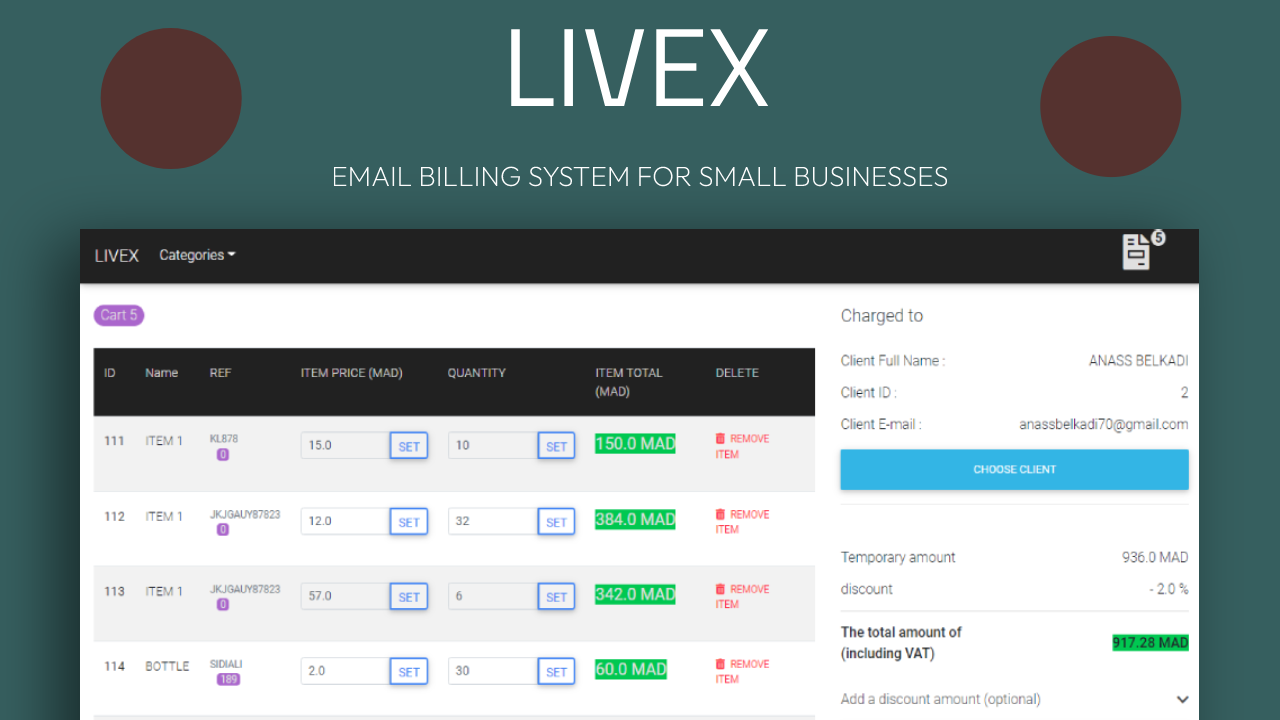 LIVEX
EMAIL BILLING SYSTEM FOR SMALL BUSINESSES
LIVEX Categories 5
Cart 5
ID Name REF ITEM PRICE (MAD) QUANTITY ITEM TOTAL (MAD) DELETE
111 ITEM 1 KL878 0 15.0 SET 10 SET 150.0 MAD REMOVE ITEM
112 ITEM 1 JKJGAUY87823 0 12.0 SET 32 SET 384.0 MAD REMOVE ITEM
113 ITEM 1 JKJGAUY87823 0 57.0 SET 6 SET 342.0 MAD REMOVE ITEM
114 BOTTLE SIDIALI 189 2.0 SET 30 SET 60.0 MAD REMOVE ITEM
Charged to
Client Full Name : ANASS BELKADI
Client ID : 2
Client E-mail : anassbelkadi70@gmail.com
CHOOSE CLIENT
Temporary amount 936.0 MAD
discount - 2.0 %
The total amount of
(including VAT) 917.28 MAD
Add a discount amount (optional)